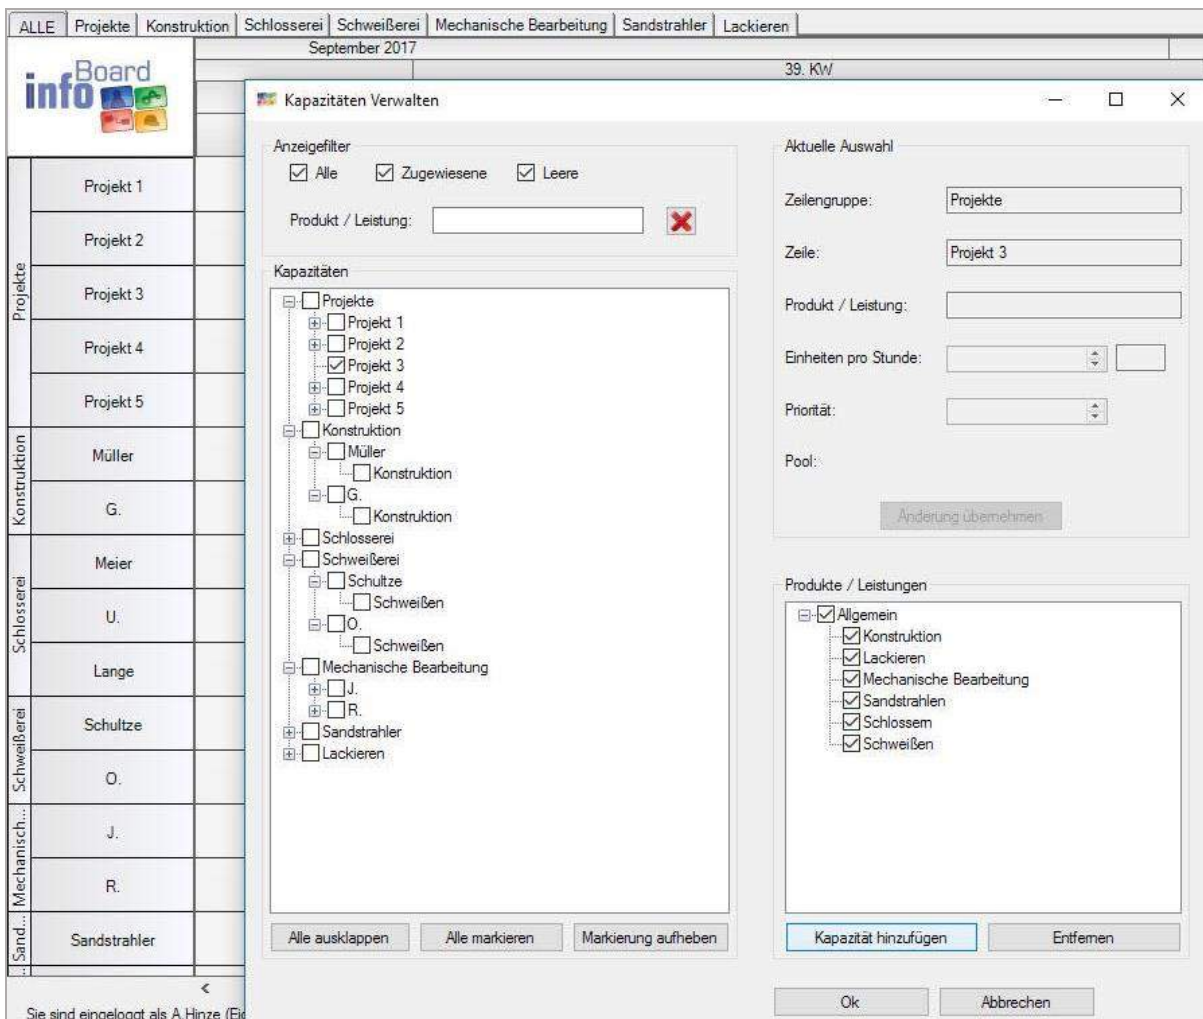 ALLE Projekte Konstruktion Schlosserei Schweißerei Mechanische Bearbeitung Sandstrahler Lackieren
September 2017
39. KW
infoBoard
Projekte
Projekt 1
Projekt 2
Projekt 3
Projekt 4
Projekt 5
Konstruktion
Müller
G.
Schlosserei
Meier
U.
Lange
Schweißerei
Schultze
O.
Mechanisch...
J.
R.
Sand...
Sandstrahler
...
<
Sie sind eingeloggt als A.Hinze
Kapazitäten Verwalten
Anzeigefilter
Alle Zugewiesene Leere
Produkt / Leistung:
Kapazitäten
Projekte
Projekt 1
Projekt 2
Projekt 3
Projekt 4
Projekt 5
Konstruktion
Müller
Konstruktion
G.
Konstruktion
Schlosserei
Schweißerei
Schultze
Schweißen
O.
Schweißen
Mechanische Bearbeitung
J.
R.
Sandstrahler
Lackieren
Alle ausklappen Alle markieren Markierung aufheben
Aktuelle Auswahl
Zeilengruppe: Projekte
Zeile: Projekt 3
Produkt / Leistung:
Einheiten pro Stunde:
Priorität:
Pool:
Änderung übernehmen
Produkte / Leistungen
Allgemein
Konstruktion
Lackieren
Mechanische Bearbeitung
Sandstrahlen
Schlossern
Schweißen
Kapazität hinzufügen Entfernen
Ok Abbrechen